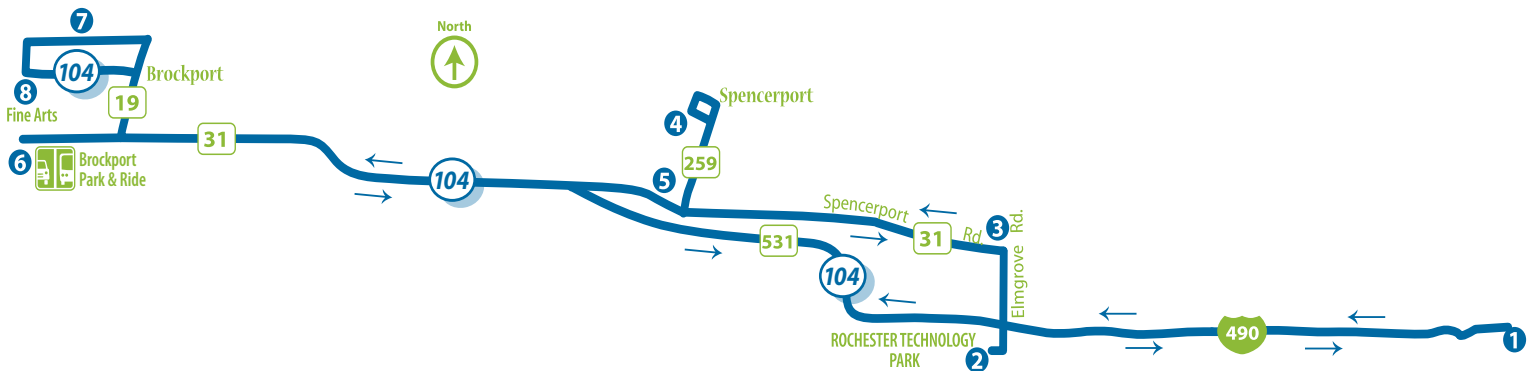 7
North
104
Brockport
8
Fine Arts
19
Spencerport
4
31
6
Brockport
Park & Ride
259
104
5
Spencerport
Rd.
31
3
Elmgrove Rd.
531
104
ROCHESTER TECHNOLOGY
PARK
2
490
1